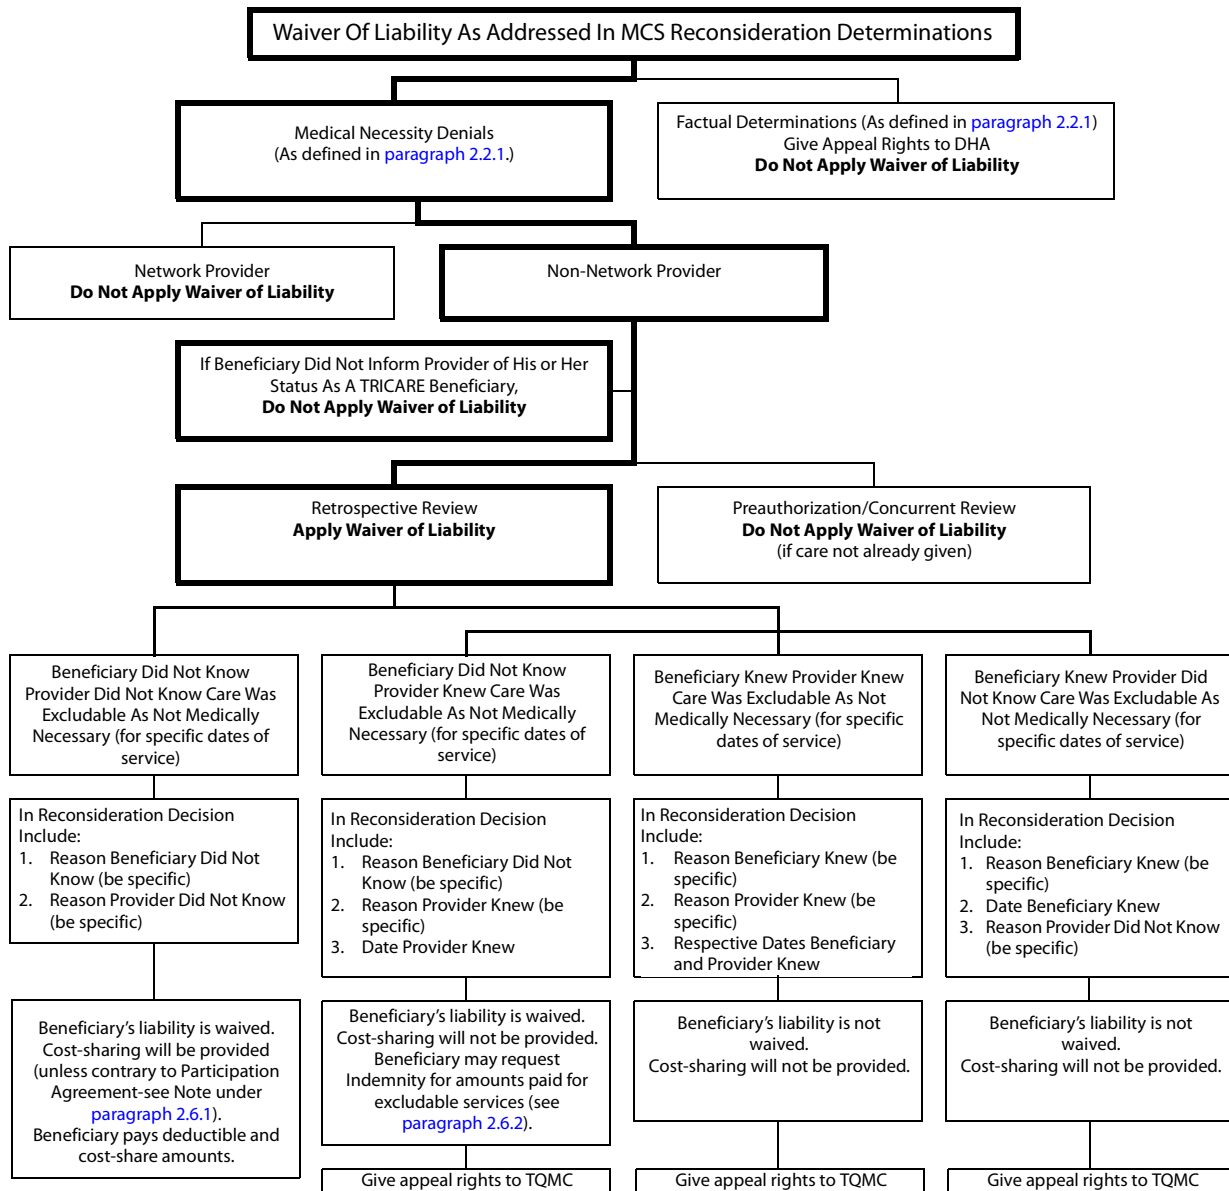 Waiver Of Liability As Addressed In MCS Reconsideration Determinations
Medical Necessity Denials
(As defined in paragraph 2.2.1.)
Factual Determinations (As defined in paragraph 2.2.1)
Give Appeal Rights to DHA
Do Not Apply Waiver of Liability
Network Provider
Do Not Apply Waiver of Liability
Non-Network Provider
If Beneficiary Did Not Inform Provider of His or Her
Status As A TRICARE Beneficiary,
Do Not Apply Waiver of Liability
Retrospective Review
Apply Waiver of Liability
Preauthorization/Concurrent Review
Do Not Apply Waiver of Liability
(if care not already given)
Beneficiary Did Not Know
Provider Did Not Know Care Was
Excludable As Not Medically
Necessary (for specific dates of
service)
Beneficiary Did Not Know
Provider Knew Care Was
Excludable As Not Medically
Necessary (for specific dates of
service)
Beneficiary Knew Provider Knew
Care Was Excludable As Not
Medically Necessary (for specific
dates of service)
Beneficiary Knew Provider Did
Not Know Care Was Excludable As
Not Medically Necessary (for
specific dates of service)
In Reconsideration Decision
Include:
1. Reason Beneficiary Did Not
Know (be specific)
2. Reason Provider Did Not Know
(be specific)
In Reconsideration Decision
Include:
1. Reason Beneficiary Did Not
Know (be specific)
2. Reason Provider Knew (be
specific)
3. Date Provider Knew
In Reconsideration Decision
Include:
1. Reason Beneficiary Knew (be
specific)
2. Reason Provider Knew (be
specific)
3. Respective Dates Beneficiary
and Provider Knew
In Reconsideration Decision
Include:
1. Reason Beneficiary Knew (be
specific)
2. Date Beneficiary Knew
3. Reason Provider Did Not Know
(be specific)
Beneficiary’s liability is waived.
Cost-sharing will be provided
(unless contrary to Participation
Agreement-see Note under
paragraph 2.6.1).
Beneficiary pays deductible and
cost-share amounts.
Beneficiary’s liability is waived.
Cost-sharing will not be provided.
Beneficiary may request
Indemnity for amounts paid for
excludable services (see
paragraph 2.6.2).
Beneficiary’s liability is not
waived.
Cost-sharing will not be provided.
Beneficiary’s liability is not
waived.
Cost-sharing will not be provided.
Give appeal rights to TQMC
Give appeal rights to TQMC
Give appeal rights to TQMC